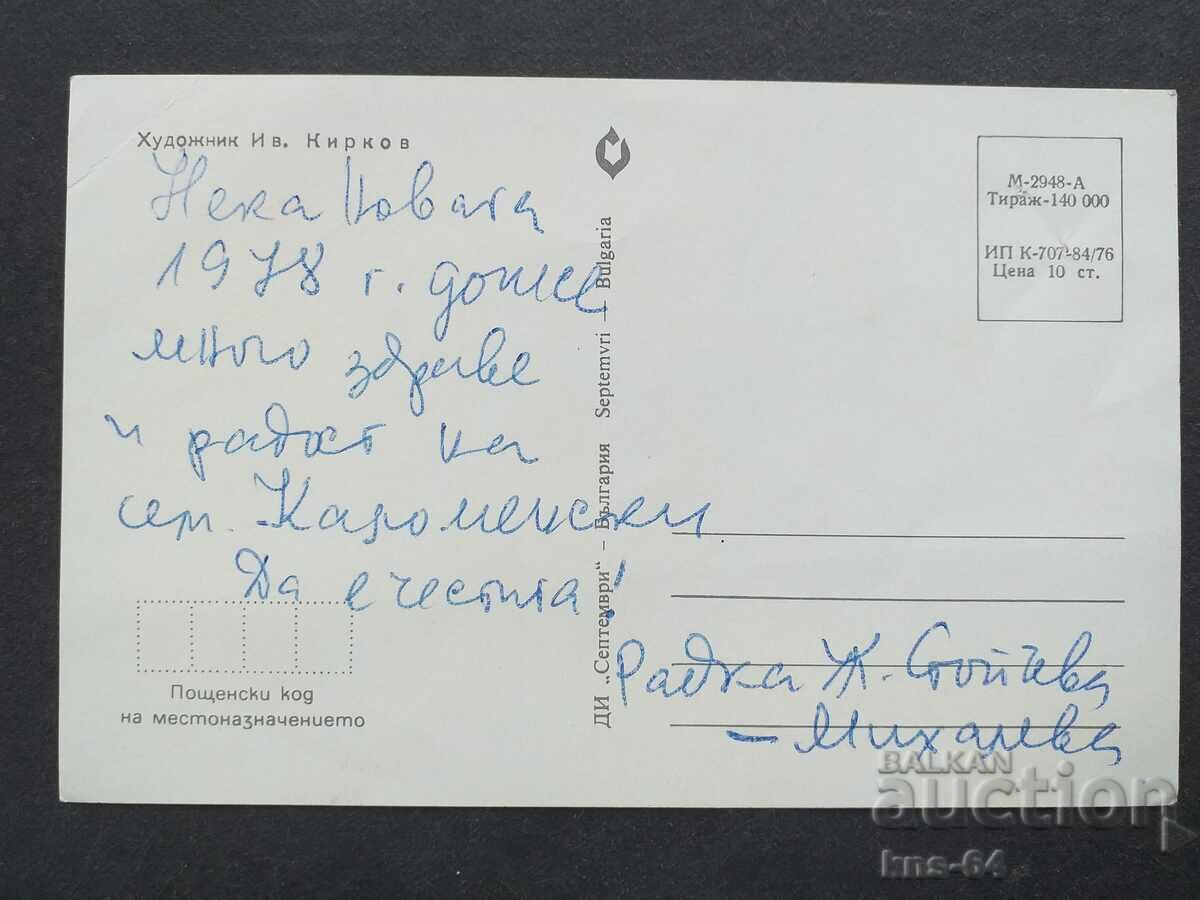 Художник Ив. Кирков
Нека Новата
1978 г. донесе
много здраве
и радост на
сем.
Да е честита!
Радка Ж. Стойчева
– Михалева
Пощенски код
на местоназначението
ДИ „Септември“ – България Septemvri – Bulgaria
М-2948-А
Тираж-140 000
ИП К-707-84/76
Цена 10 ст.
BALKAN
auction
kns-64